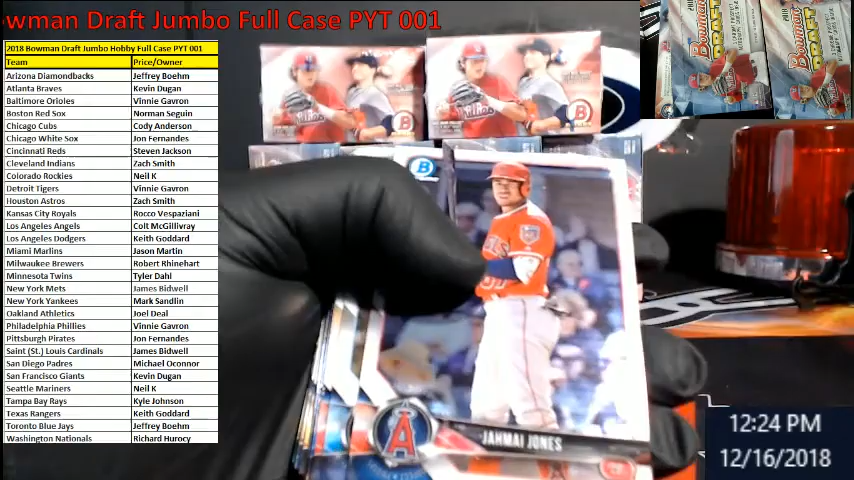 wman Draft Jumbo Full Case PYT 001
2018 Bowman Draft Jumbo Hobby Full Case PYT 001
Team Price/Owner
Arizona Diamondbacks Jeffrey Boehm
Atlanta Braves Kevin Dugan
Baltimore Orioles Vinnie Gavron
Boston Red Sox Norman Seguin
Chicago Cubs Cody Anderson
Chicago White Sox Jon Fernandes
Cincinnati Reds Steven Jackson
Cleveland Indians Zach Smith
Colorado Rockies Neil K
Detroit Tigers Vinnie Gavron
Houston Astros Zach Smith
Kansas City Royals Rocco Vespaziani
Los Angeles Angels Colt McGillivray
Los Angeles Dodgers Keith Goddard
Miami Marlins Jason Martin
Milwaukee Brewers Robert Rhinehart
Minnesota Twins Tyler Dahl
New York Mets James Bidwell
New York Yankees Mark Sandlin
Oakland Athletics Joel Deal
Philadelphia Phillies Vinnie Gavron
Pittsburgh Pirates Jon Fernandes
Saint (St.) Louis Cardinals James Bidwell
San Diego Padres Michael Oconnor
San Francisco Giants Kevin Dugan
Seattle Mariners Neil K
Tampa Bay Rays Kyle Johnson
Texas Rangers Keith Goddard
Toronto Blue Jays Jeffrey Boehm
Washington Nationals Richard Hurocy
Bowman
DRAFT
Bowman
DRAFT
B
B
B
JAHMAI JONES
A
12:24 PM
12/16/2018